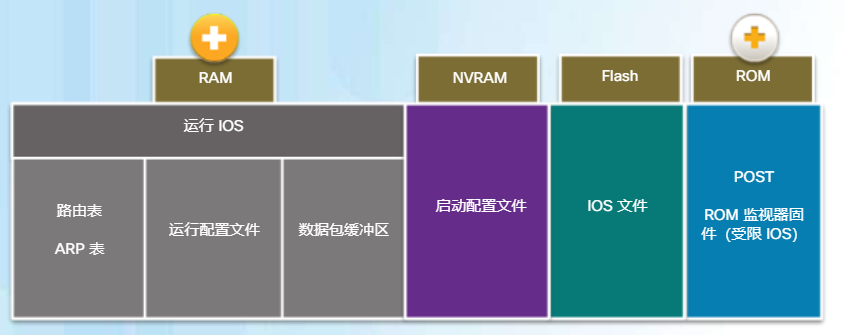 RAM
NVRAM
Flash
ROM
运行 IOS
路由表
ARP 表
运行配置文件
数据包缓冲区
启动配置文件
IOS 文件
POST
ROM 监视器固
件（受限 IOS）